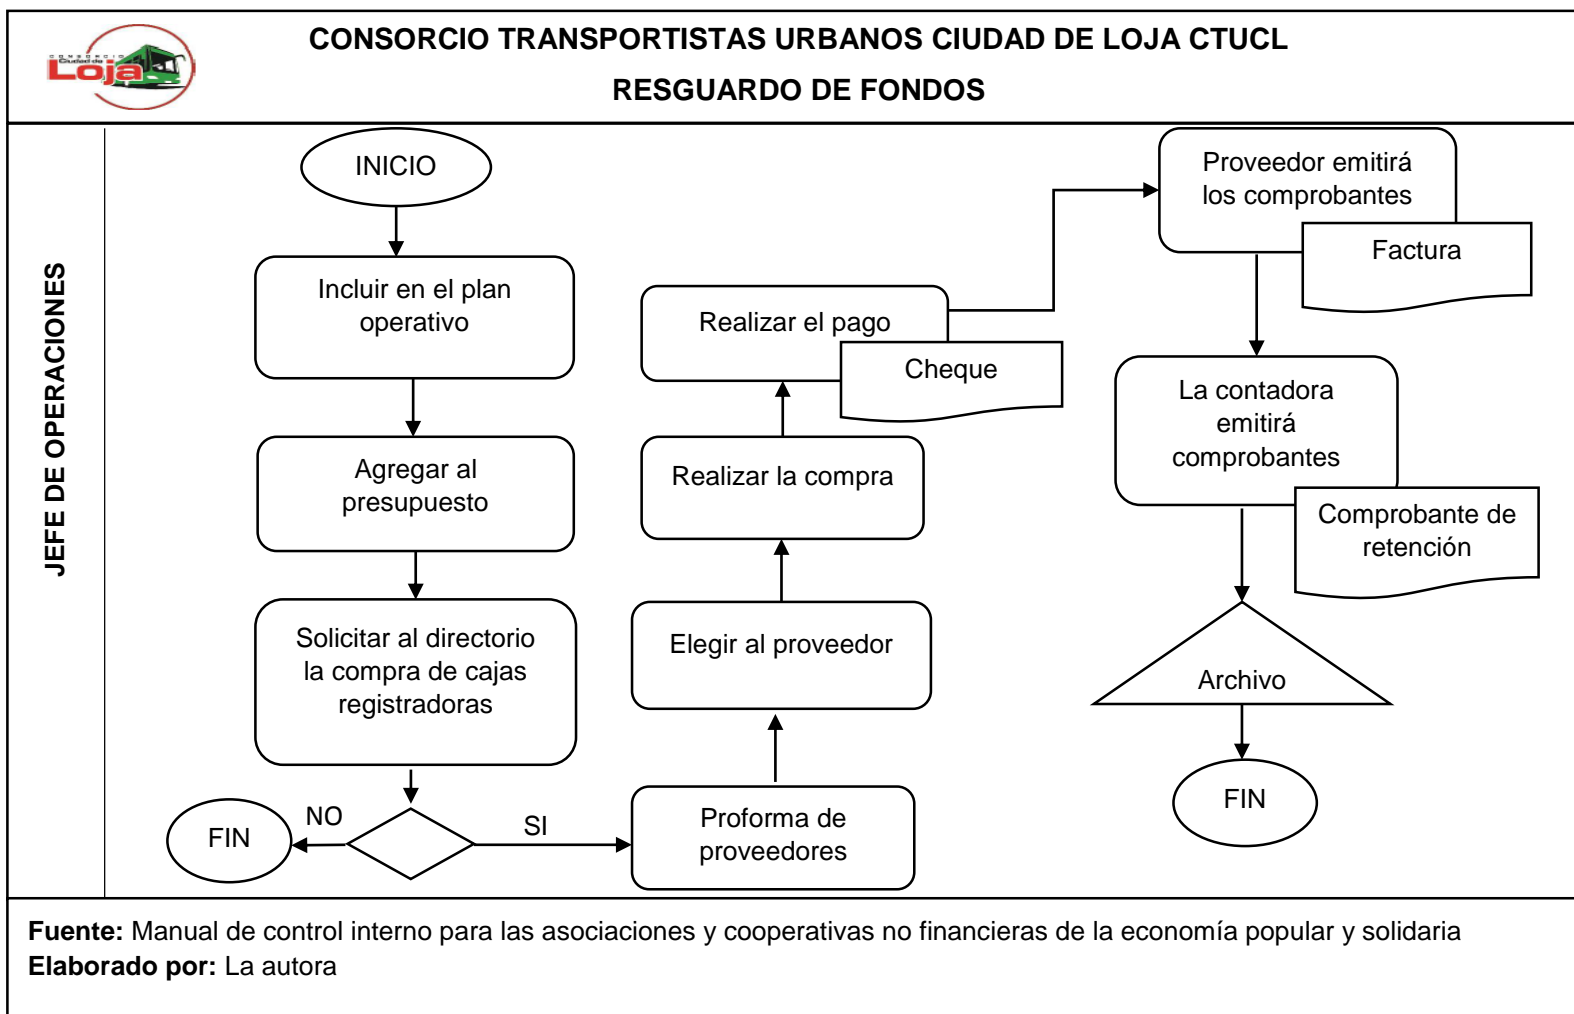 CONSORCIO
Ciudad de
Loja
CONSORCIO TRANSPORTISTAS URBANOS CIUDAD DE LOJA CTUCL
RESGUARDO DE FONDOS
JEFE DE OPERACIONES
INICIO
Incluir en el plan
operativo
Agregar al
presupuesto
Solicitar al directorio
la compra de cajas
registradoras
NO
FIN
SI
Proforma de
proveedores
Elegir al proveedor
Realizar la compra
Realizar el pago
Cheque
Proveedor emitirá
los comprobantes
Factura
La contadora
emitirá
comprobantes
Comprobante de
retención
Archivo
FIN
Fuente: Manual de control interno para las asociaciones y cooperativas no financieras de la economía popular y solidaria
Elaborado por: La autora